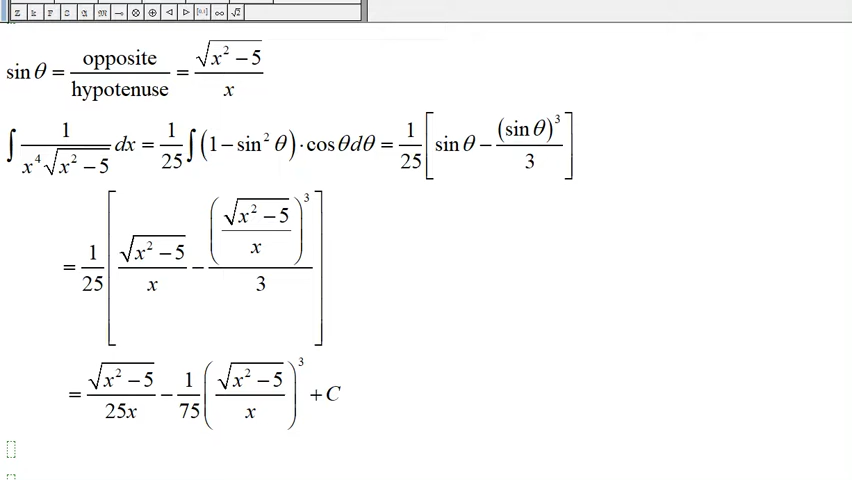 sin θ = opposite/hypotenuse = √(x² − 5)/x
∫ 1/(x⁴√(x² − 5)) dx = 1/25 ∫ (1 − sin² θ) · cos θ dθ = 1/25 [ sin θ − (sin θ)³/3 ]
= 1/25 [ √(x² − 5)/x − (√(x² − 5)/x)³/3 ]
= √(x² − 5)/(25x) − 1/75 (√(x² − 5)/x)³ + C